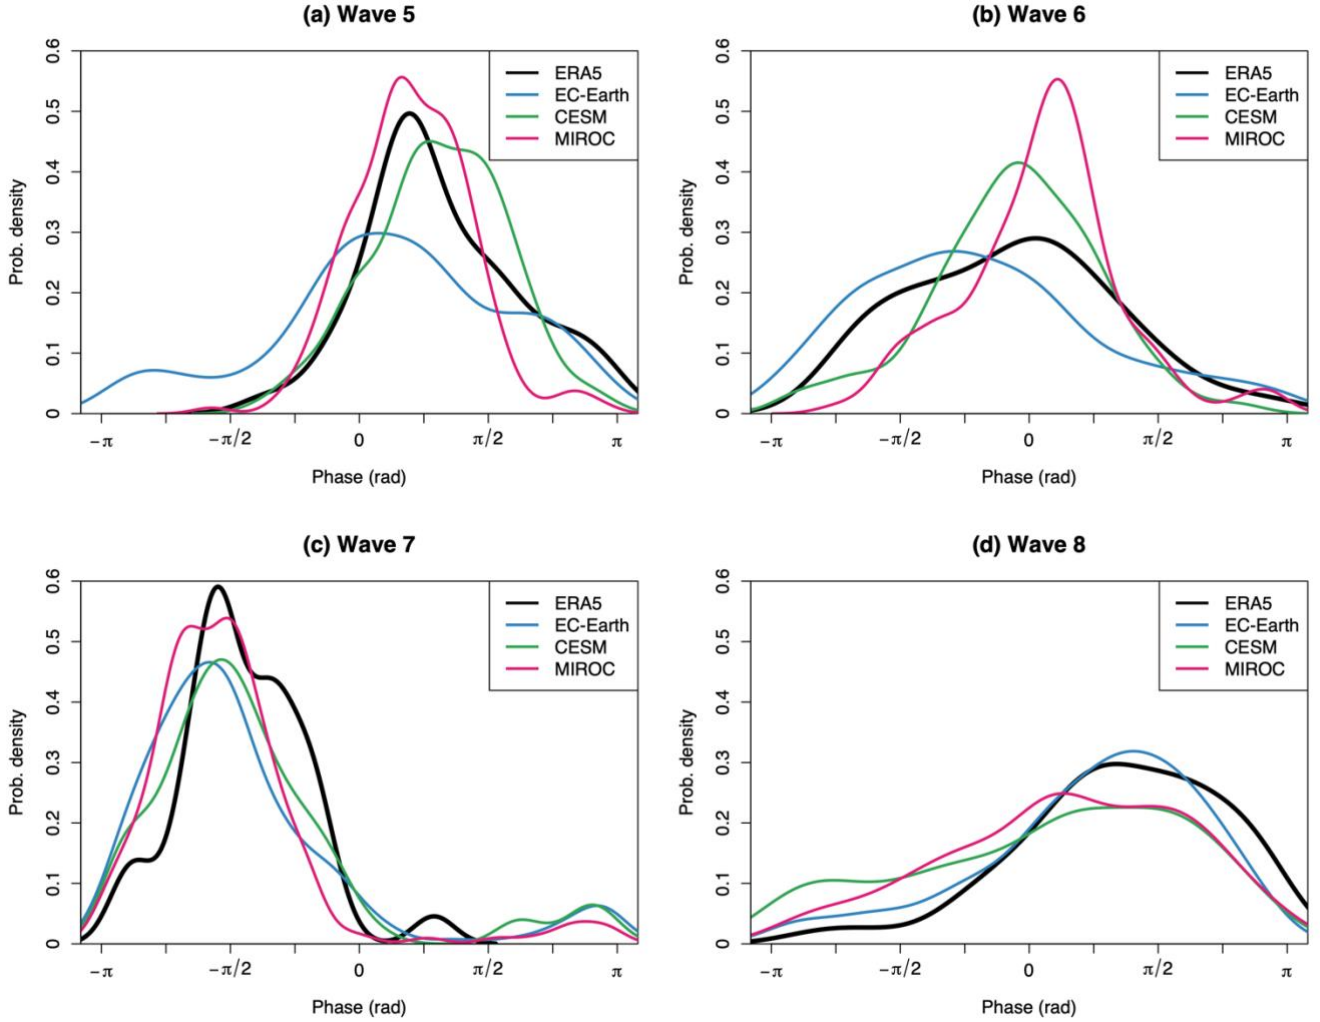 (a) Wave 5
0.6
0.5
0.4
0.3
0.2
0.1
0
Prob. density
ERA5
EC-Earth
CESM
MIROC
−π
−π/2
0
π/2
π
Phase (rad)
(b) Wave 6
0.6
0.5
0.4
0.3
0.2
0.1
0
Prob. density
ERA5
EC-Earth
CESM
MIROC
−π
−π/2
0
π/2
π
Phase (rad)
(c) Wave 7
0.6
0.5
0.4
0.3
0.2
0.1
0
Prob. density
ERA5
EC-Earth
CESM
MIROC
−π
−π/2
0
π/2
π
Phase (rad)
(d) Wave 8
0.6
0.5
0.4
0.3
0.2
0.1
0
Prob. density
ERA5
EC-Earth
CESM
MIROC
−π
−π/2
0
π/2
π
Phase (rad)